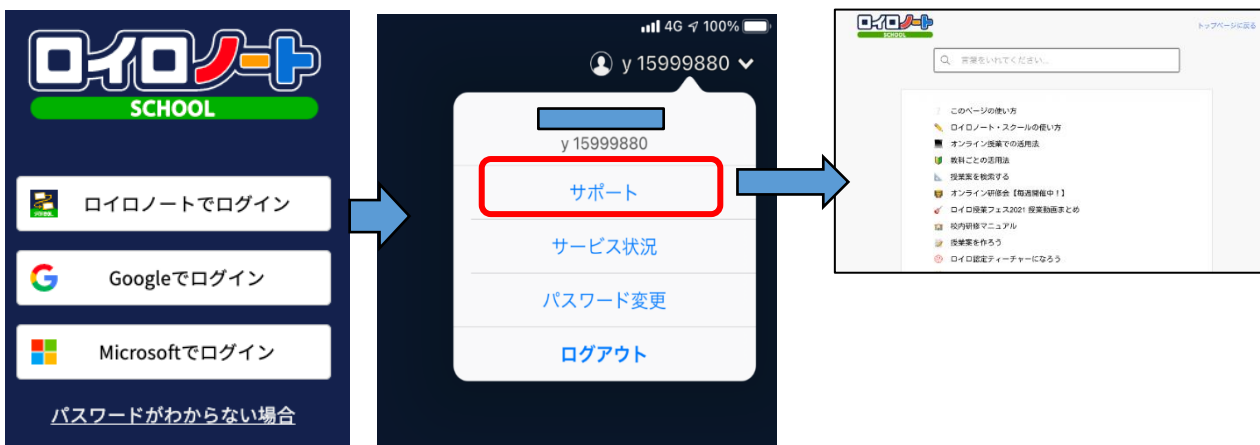 ロイロノート
SCHOOL
ロイロノートでログイン
Googleでログイン
Microsoftでログイン
パスワードがわからない場合
4G 100%
y 15999880
y 15999880
サポート
サービス状況
パスワード変更
ログアウト
ロイロノート
SCHOOL
トップページに戻る
言葉をいれてください...
このページの使い方
ロイロノート・スクールの使い方
オンライン授業での活用法
教科ごとの活用法
授業案を検索する
オンライン研修会【毎週開催中!】
ロイロ授業フェス2021 授業動画まとめ
校内研修マニュアル
授業案を作ろう
ロイロ認定ティーチャーになろう